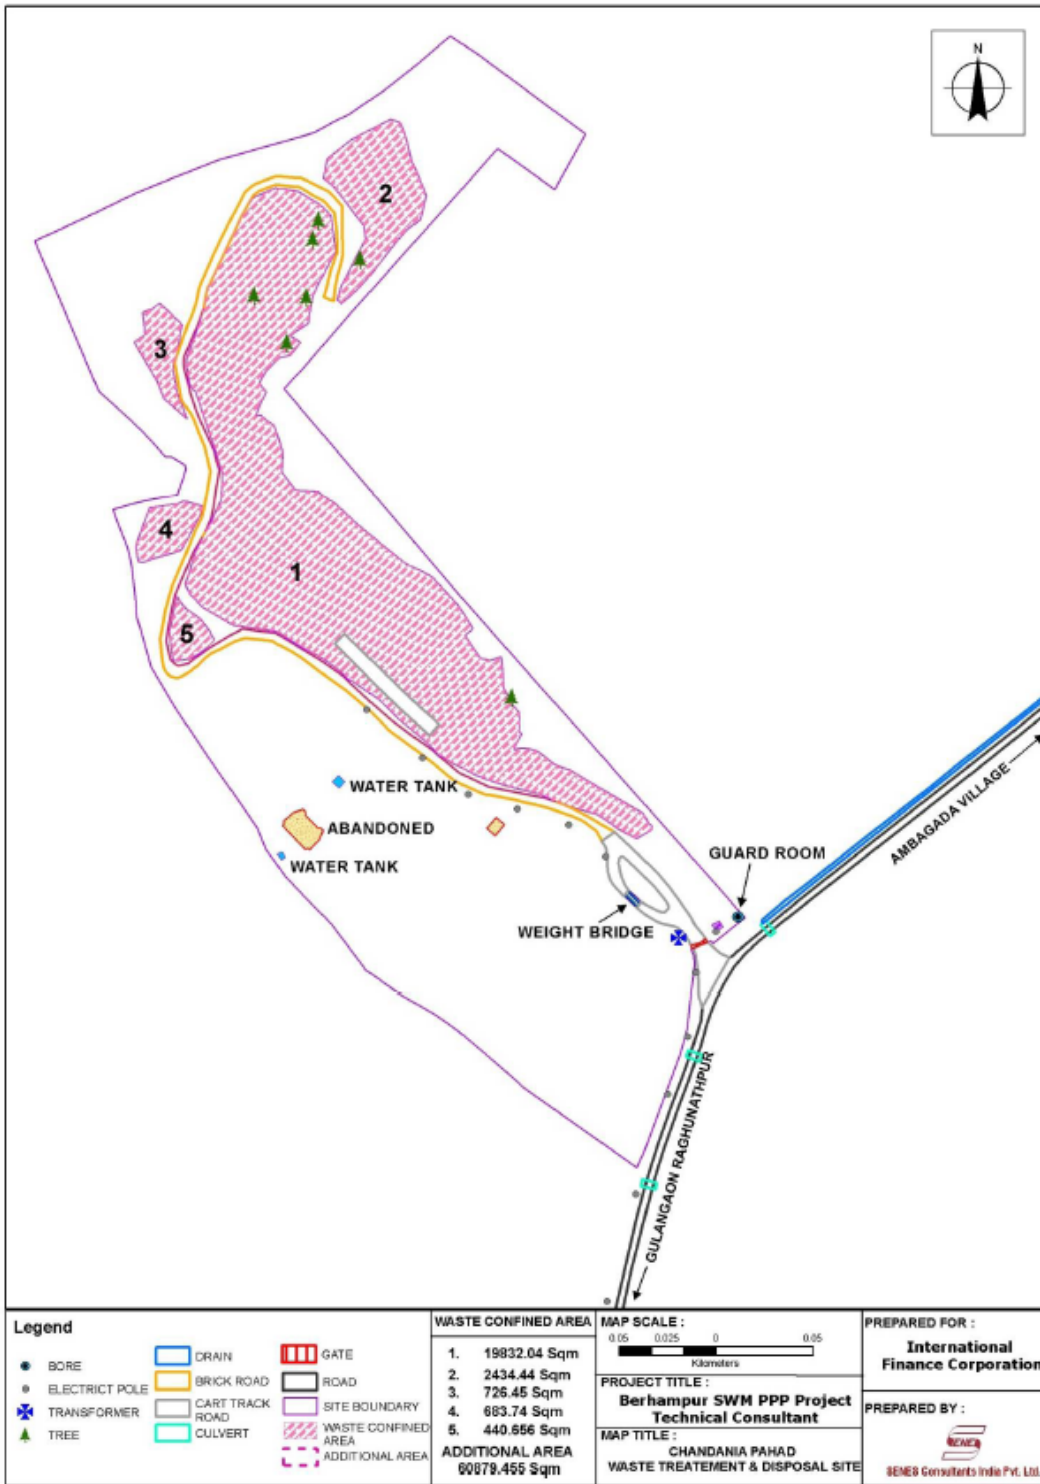 N
2
3
4
1
5
WATER TANK
ABANDONED
WATER TANK
GUARD ROOM
WEIGHT BRIDGE
AMBAGADA VILLAGE
GULANGAON RAGHUNATHPUR
Legend
BORE
ELECTRICT POLE
TRANSFORMER
TREE
DRAIN
BRICK ROAD
CART TRACK
ROAD
CULVERT
GATE
ROAD
SITE BOUNDARY
WASTE CONFINED
AREA
ADDITIONAL AREA
WASTE CONFINED AREA
1. 19832.04 Sqm
2. 2434.44 Sqm
3. 726.45 Sqm
4. 683.74 Sqm
5. 440.656 Sqm
ADDITIONAL AREA
60879.455 Sqm
MAP SCALE :
0.05 0.025 0 0.05
Kilometers
PROJECT TITLE :
Berhampur SWM PPP Project
Technical Consultant
MAP TITLE :
CHANDANIA PAHAD
WASTE TREATEMENT & DISPOSAL SITE
PREPARED FOR :
International
Finance Corporation
PREPARED BY :
SENES
SENES Consultants India Pvt. Ltd.